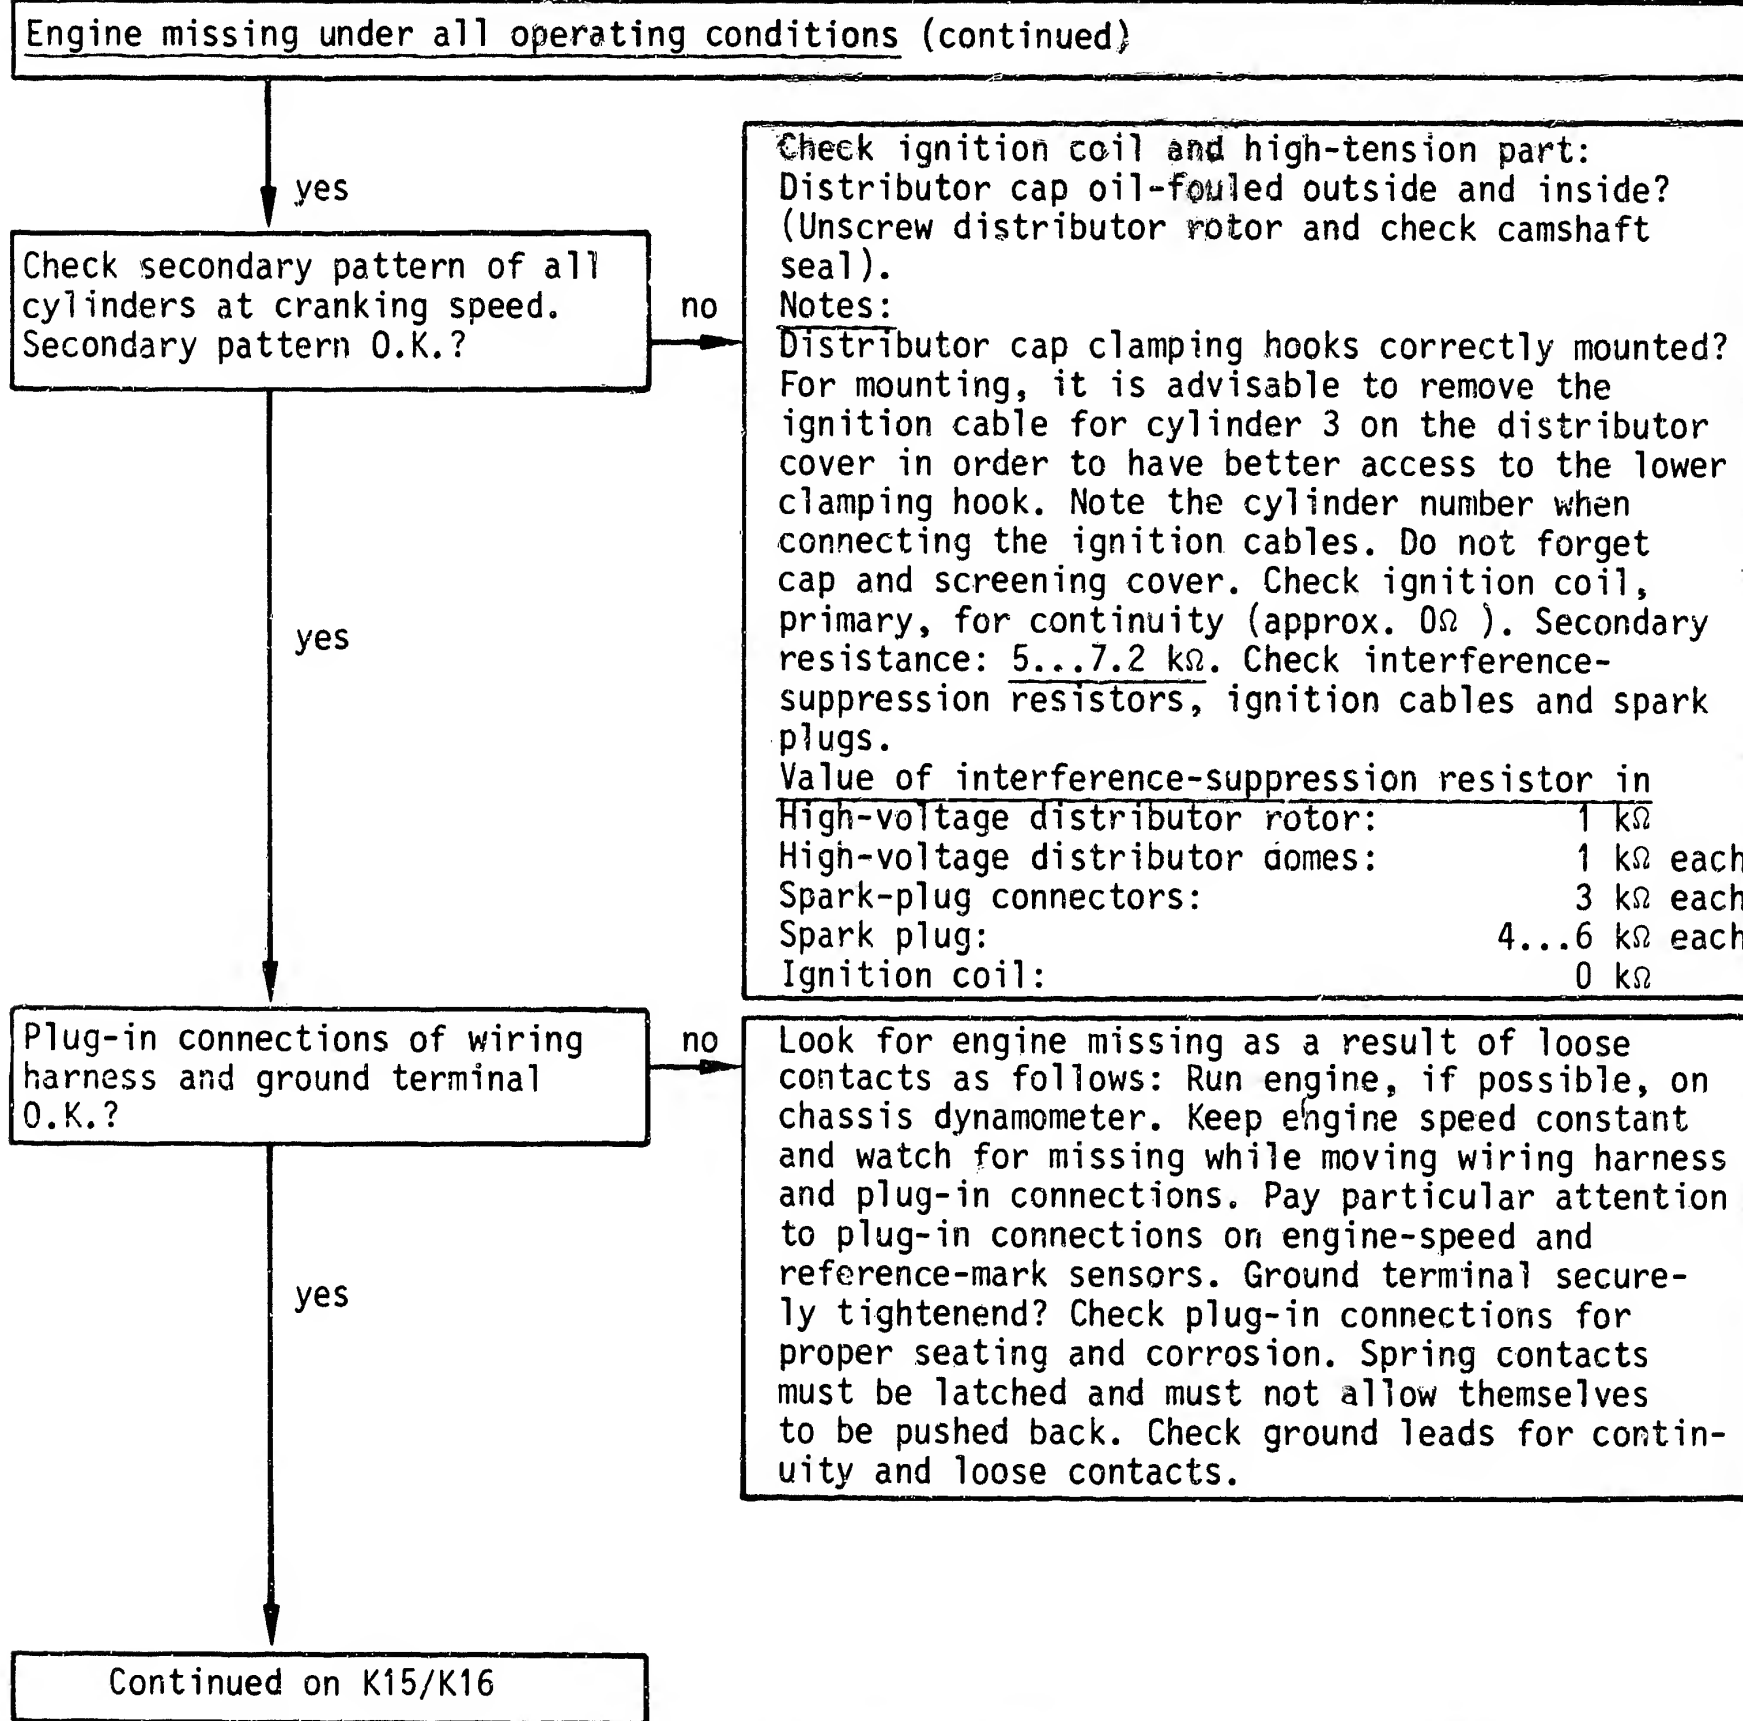 Engine missing under all operating conditions (continued)
yes
Check secondary pattern of all
cylinders at cranking speed.
Secondary pattern O.K.?
no
Check ignition coil and high-tension part:
Distributor cap oil-fouled outside and inside?
(Unscrew distributor rotor and check camshaft
seal).
Notes:
Distributor cap clamping hooks correctly mounted?
For mounting, it is advisable to remove the
ignition cable for cylinder 3 on the distributor
cover in order to have better access to the lower
clamping hook. Note the cylinder number when
connecting the ignition cables. Do not forget
cap and screening cover. Check ignition coil,
primary, for continuity (approx. 0Ω ). Secondary
resistance: 5...7.2 kΩ. Check interference-
suppression resistors, ignition cables and spark
plugs.
Value of interference-suppression resistor in
High-voltage distributor rotor: 1 kΩ
High-voltage distributor domes: 1 kΩ each
Spark-plug connectors: 3 kΩ each
Spark plug: 4...6 kΩ each
Ignition coil: 0 kΩ
yes
Plug-in connections of wiring
harness and ground terminal
O.K.?
no
Look for engine missing as a result of loose
contacts as follows: Run engine, if possible, on
chassis dynamometer. Keep engine speed constant
and watch for missing while moving wiring harness
and plug-in connections. Pay particular attention
to plug-in connections on engine-speed and
reference-mark sensors. Ground terminal secure-
ly tightenend? Check plug-in connections for
proper seating and corrosion. Spring contacts
must be latched and must not allow themselves
to be pushed back. Check ground leads for contin-
uity and loose contacts.
yes
Continued on K15/K16